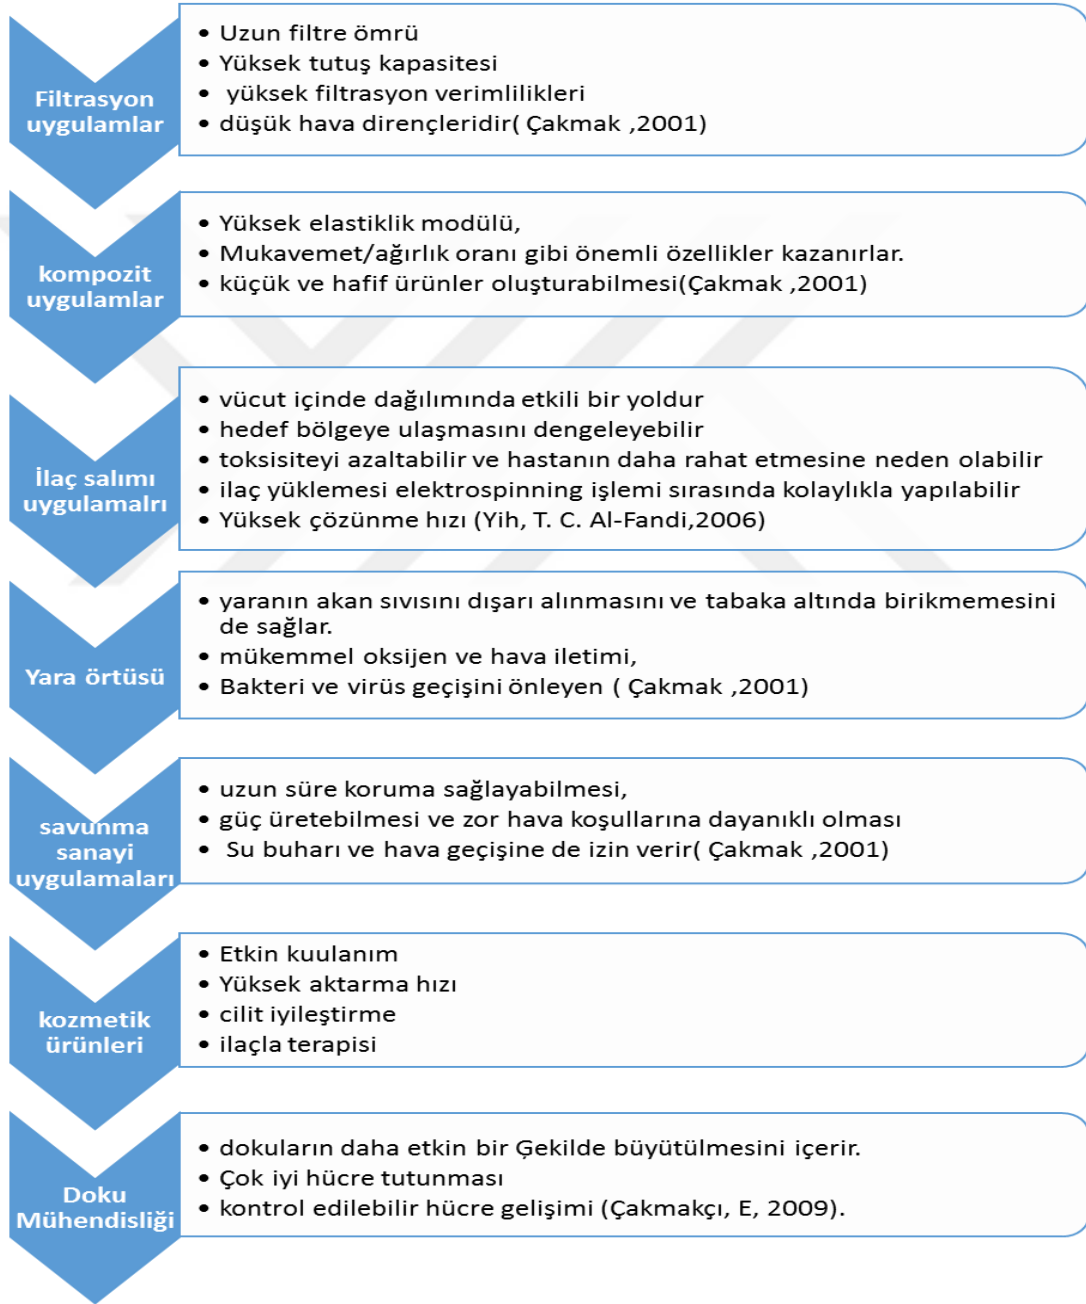 Filtrasyon
uygulamlar
• Uzun filtre ömrü
• Yüksek tutuş kapasitesi
• yüksek filtrasyon verimlilikleri
• düşük hava dirençleridir( Çakmak ,2001)
kompozit
uygulamlar
• Yüksek elastiklik modülü,
• Mukavemet/ağırlık oranı gibi önemli özellikler kazanırlar.
• küçük ve hafif ürünler oluşturabilmesi(Çakmak ,2001)
İlaç salımı
uygulamalrı
• vücut içinde dağılımında etkili bir yoldur
• hedef bölgeye ulaşmasını dengeleyebilir
• toksisiteyi azaltabilir ve hastanın daha rahat etmesine neden olabilir
• ilaç yüklemesi elektrospinning işlemi sırasında kolaylıkla yapılabilir
• Yüksek çözünme hızı (Yih, T. C. Al-Fandi,2006)
Yara örtüsü
• yaranın akan sıvısını dışarı alınmasını ve tabaka altında birikmemesini
de sağlar.
• mükemmel oksijen ve hava iletimi,
• Bakteri ve virüs geçişini önleyen ( Çakmak ,2001)
savunma
sanayi
uygulamaları
• uzun süre koruma sağlayabilmesi,
• güç üretebilmesi ve zor hava koşullarına dayanıklı olması
• Su buharı ve hava geçişine de izin verir( Çakmak ,2001)
kozmetik
ürünleri
• Etkin kuulanım
• Yüksek aktarma hızı
• cilit iyileştirme
• ilaçla terapisi
Doku
Mühendisliği
• dokuların daha etkin bir Ģekilde büyütülmesini içerir.
• Çok iyi hücre tutunması
• kontrol edilebilir hücre gelişimi (Çakmakçı, E, 2009).